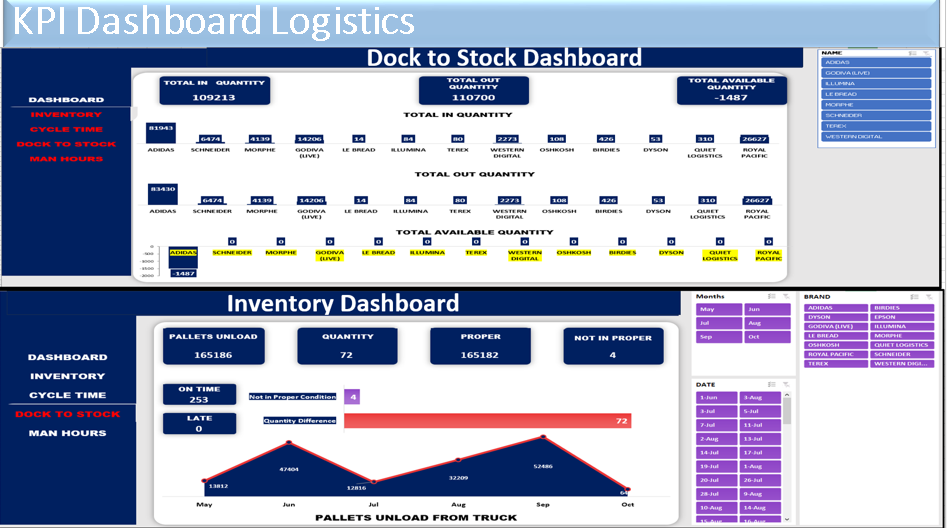 KPI Dashboard Logistics
Dock to Stock Dashboard
DASHBOARD
INVENTORY
CYCLE TIME
DOCK TO STOCK
MAN HOURS
TOTAL IN QUANTITY
109213
TOTAL OUT
QUANTITY
110700
TOTAL AVAILABLE
QUANTITY
-1487
TOTAL IN QUANTITY
81943 6474 4139 14206 14 84 80 2273 108 426 53 310 26627
ADIDAS SCHNEIDER MORPHE GODIVA (LIVE) LE BREAD ILLUMINA TEREX WESTERN DIGITAL OSHKOSH BIRDIES DYSON QUIET LOGISTICS ROYAL PACIFIC
TOTAL OUT QUANTITY
83430 6474 4139 14206 14 84 80 2273 108 426 53 310 26627
ADIDAS SCHNEIDER MORPHE GODIVA (LIVE) LE BREAD ILLUMINA TEREX WESTERN DIGITAL OSHKOSH BIRDIES DYSON QUIET LOGISTICS ROYAL PACIFIC
TOTAL AVAILABLE QUANTITY
0 0 0 0 0 0 0 0 0 0 0 0
0
-500
-1000
-1500
-2000
ADIDAS SCHNEIDER MORPHE GODIVA (LIVE) LE BREAD ILLUMINA TEREX WESTERN DIGITAL OSHKOSH BIRDIES DYSON QUIET LOGISTICS ROYAL PACIFIC
-1487
NAME
ADIDAS
GODIVA (LIVE)
ILLUMINA
LE BREAD
MORPHE
SCHNEIDER
TEREX
WESTERN DIGITAL
Inventory Dashboard
DASHBOARD
INVENTORY
CYCLE TIME
DOCK TO STOCK
MAN HOURS
PALLETS UNLOAD
165186
QUANTITY
72
PROPER
165182
NOT IN PROPER
4
ON TIME
253
LATE
0
Not in Proper Condition 4
Quantity Difference 72
13812 47404 12816 32209 52486
May Jun Jul Aug Sep Oct
PALLETS UNLOAD FROM TRUCK
Months
May Jun
Jul Aug
Sep Oct
DATE
1-Jun 3-Aug
3-Jul 5-Jul
7-Jul 11-Jul
2-Aug 13-Jul
14-Jul 17-Jul
19-Jul 1-Aug
20-Jul 26-Jul
28-Jul 9-Aug
10-Aug 14-Aug
15-Aug 16-Aug
BRAND
ADIDAS BIRDIES
DYSON EPSON
GODIVA (LIVE) ILLUMINA
LE BREAD MORPHE
OSHKOSH QUIET LOGISTICS
ROYAL PACIFIC SCHNEIDER
TEREX WESTERN DIGI...